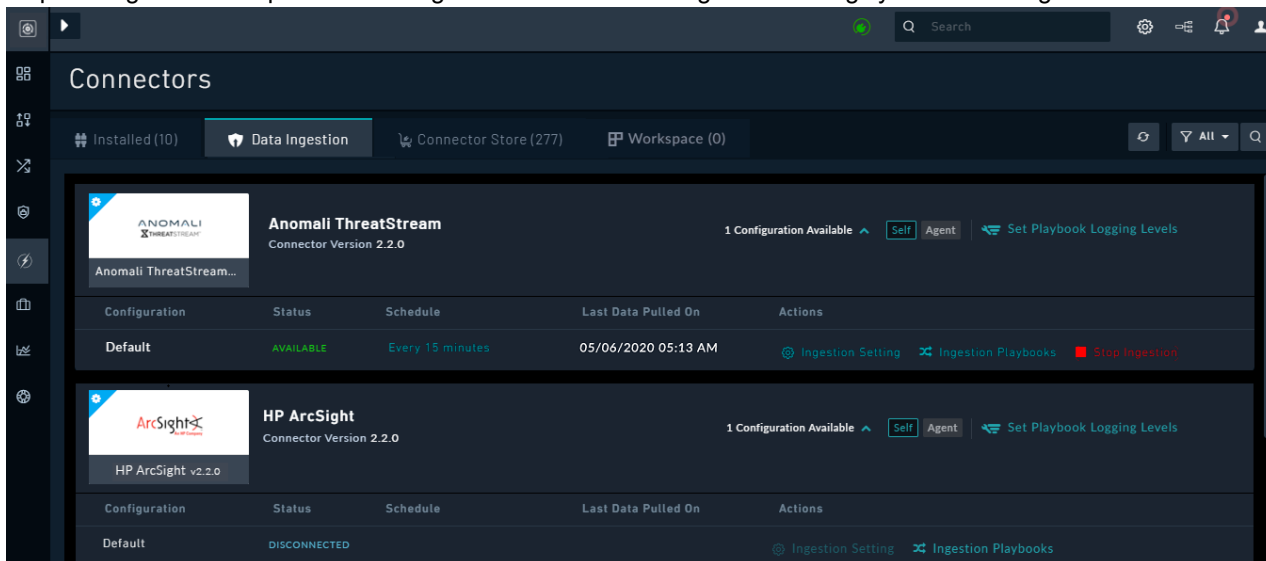 Search
Connectors
Installed (10) Data Ingestion Connector Store (277) Workspace (0) All
ANOMALI
THREATSTREAM
Anomali ThreatStream...
Anomali ThreatStream
Connector Version 2.2.0
1 Configuration Available Self Agent Set Playbook Logging Levels
Configuration Status Schedule Last Data Pulled On Actions
Default AVAILABLE Every 15 minutes 05/06/2020 05:13 AM Ingestion Setting Ingestion Playbooks Stop Ingestion
ArcSight
HP ArcSight v2.2.0
HP ArcSight
Connector Version 2.2.0
1 Configuration Available Self Agent Set Playbook Logging Levels
Configuration Status Schedule Last Data Pulled On Actions
Default DISCONNECTED Ingestion Setting Ingestion Playbooks